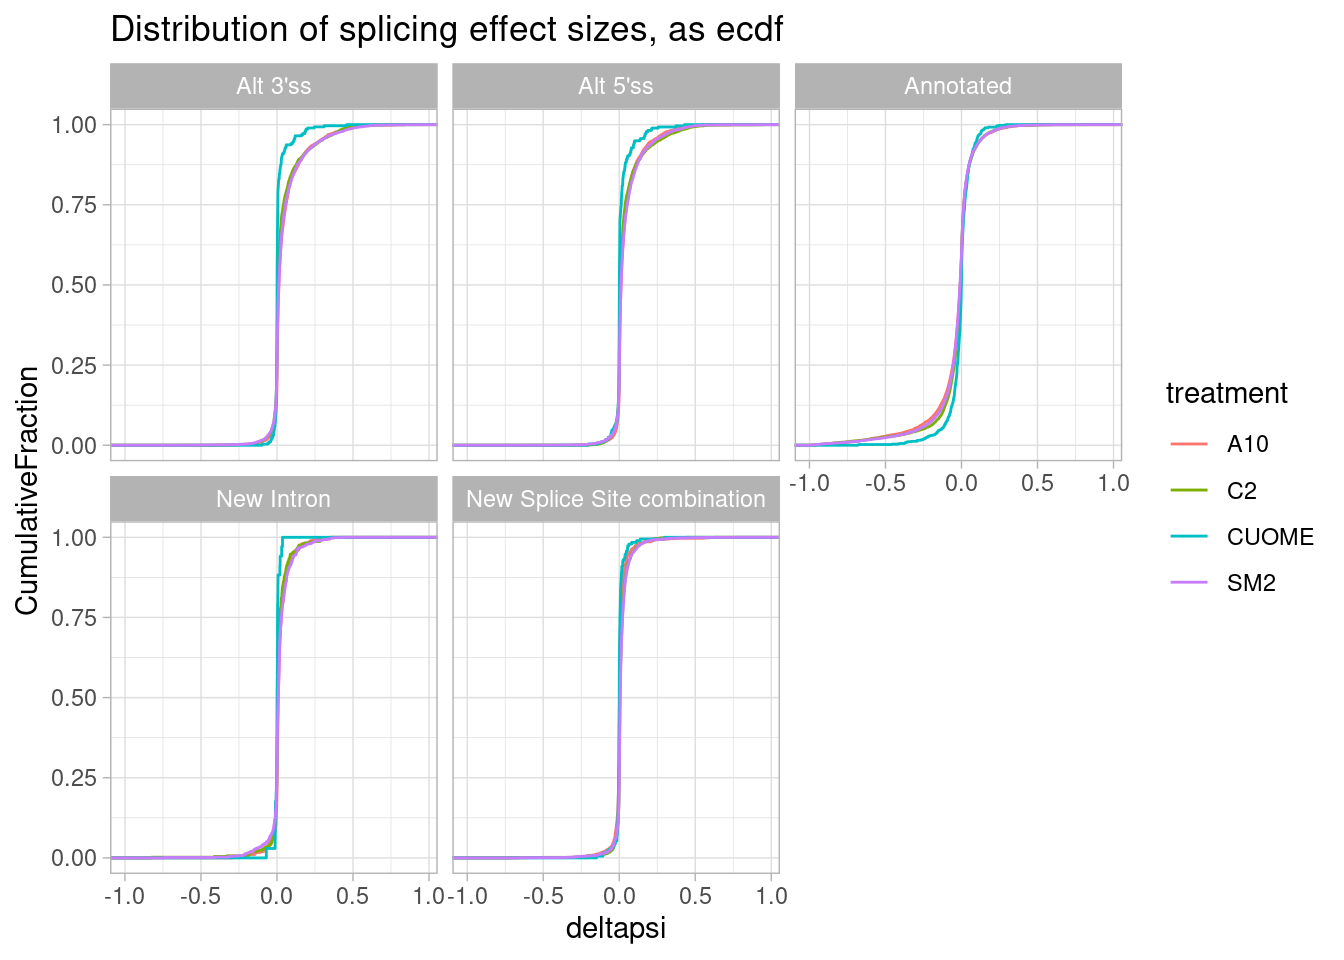 Distribution of splicing effect sizes, as ecdf
Alt 3'ss
Alt 5'ss
Annotated
1.00
0.75
0.50
0.25
0.00
-1.0 -0.5 0.0 0.5 1.0
New Intron
New Splice Site combination
1.00
0.75
0.50
0.25
0.00
-1.0 -0.5 0.0 0.5 1.0
-1.0 -0.5 0.0 0.5 1.0
deltapsi
CumulativeFraction
treatment
A10
C2
CUOME
SM2